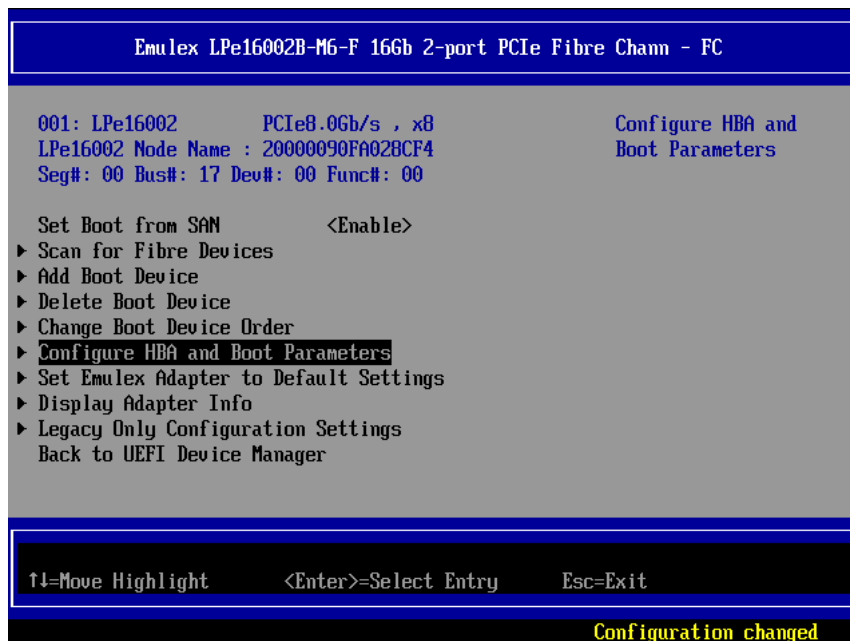 Emulex LPe16002B-M6-F 16Gb 2-port PCIe Fibre Chann - FC
001: LPe16002 PCIe8.0Gb/s , x8
LPe16002 Node Name : 20000090FA028CF4
Seg#: 00 Bus#: 17 Dev#: 00 Func#: 00
Configure HBA and
Boot Parameters
Set Boot from SAN <Enable>
▶ Scan for Fibre Devices
▶ Add Boot Device
▶ Delete Boot Device
▶ Change Boot Device Order
▶ Configure HBA and Boot Parameters
▶ Set Emulex Adapter to Default Settings
▶ Display Adapter Info
▶ Legacy Only Configuration Settings
Back to UEFI Device Manager
↑↓=Move Highlight <Enter>=Select Entry Esc=Exit
Configuration changed